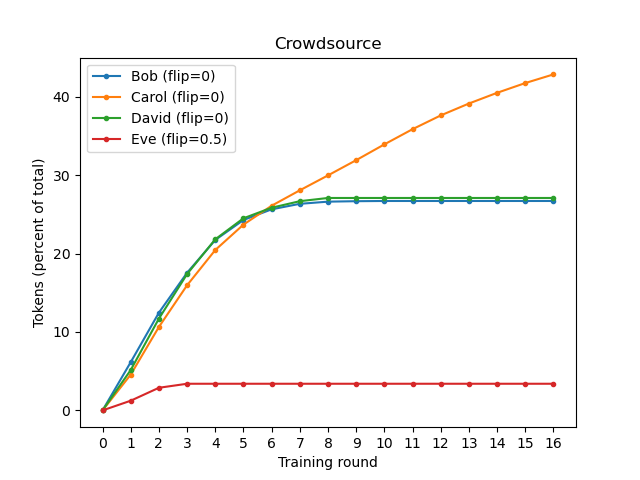 Crowdsource
Bob (flip=0)
Carol (flip=0)
David (flip=0)
Eve (flip=0.5)
Tokens (percent of total)
40
30
20
10
0
0 1 2 3 4 5 6 7 8 9 10 11 12 13 14 15 16
Training round